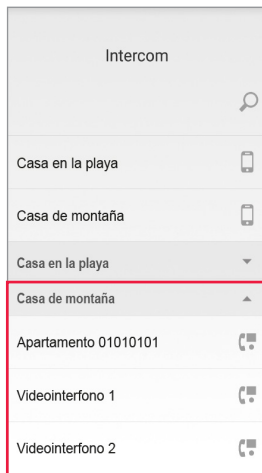 Intercom
Casa en la playa
Casa de montaña
Casa en la playa
Casa de montaña
Apartamento 01010101
Videointerfono 1
Videointerfono 2